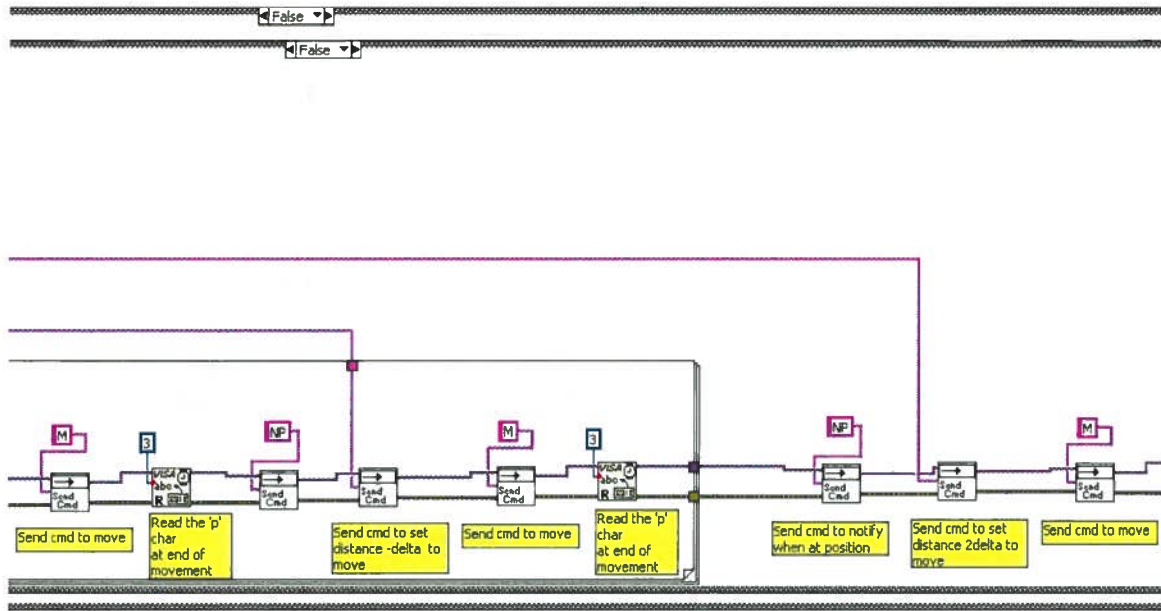 False
False
M
3
NP
M
3
NP
M
Send
Cmd
VISA
abc
R
Send
Cmd
Send
Cmd
Send
Cmd
VISA
abc
R
Send
Cmd
Send
Cmd
Send
Cmd
Send cmd to move
Read the 'p'
char
at end of
movement
Send cmd to set
distance -delta to
move
Send cmd to move
Read the 'p'
char
at end of
movement
Send cmd to notify
when at position
Send cmd to set
distance 2delta to
move
Send cmd to move